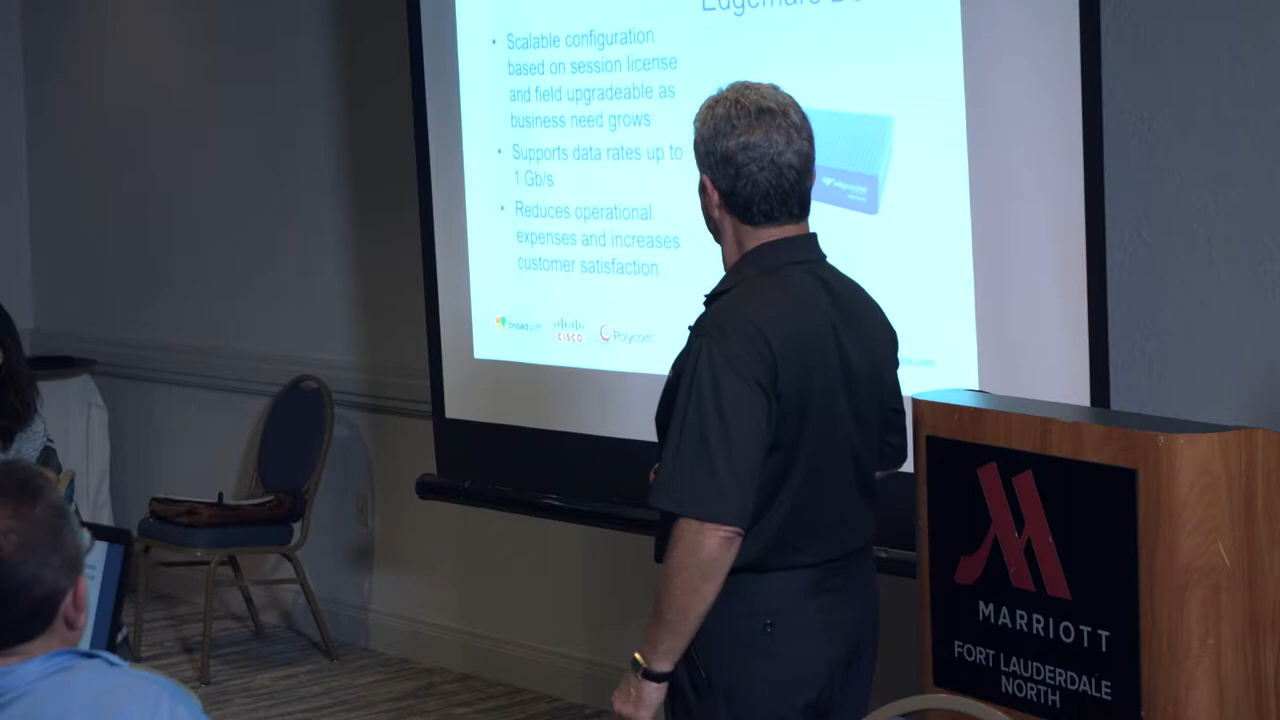 • Scalable configuration
based on session license
and field upgradeable as
business need grows
• Supports data rates up to
1 Gb/s
• Reduces operational
expenses and increases
customer satisfaction
broadsoft
CISCO
Polycom
MARRIOTT
FORT LAUDERDALE
NORTH